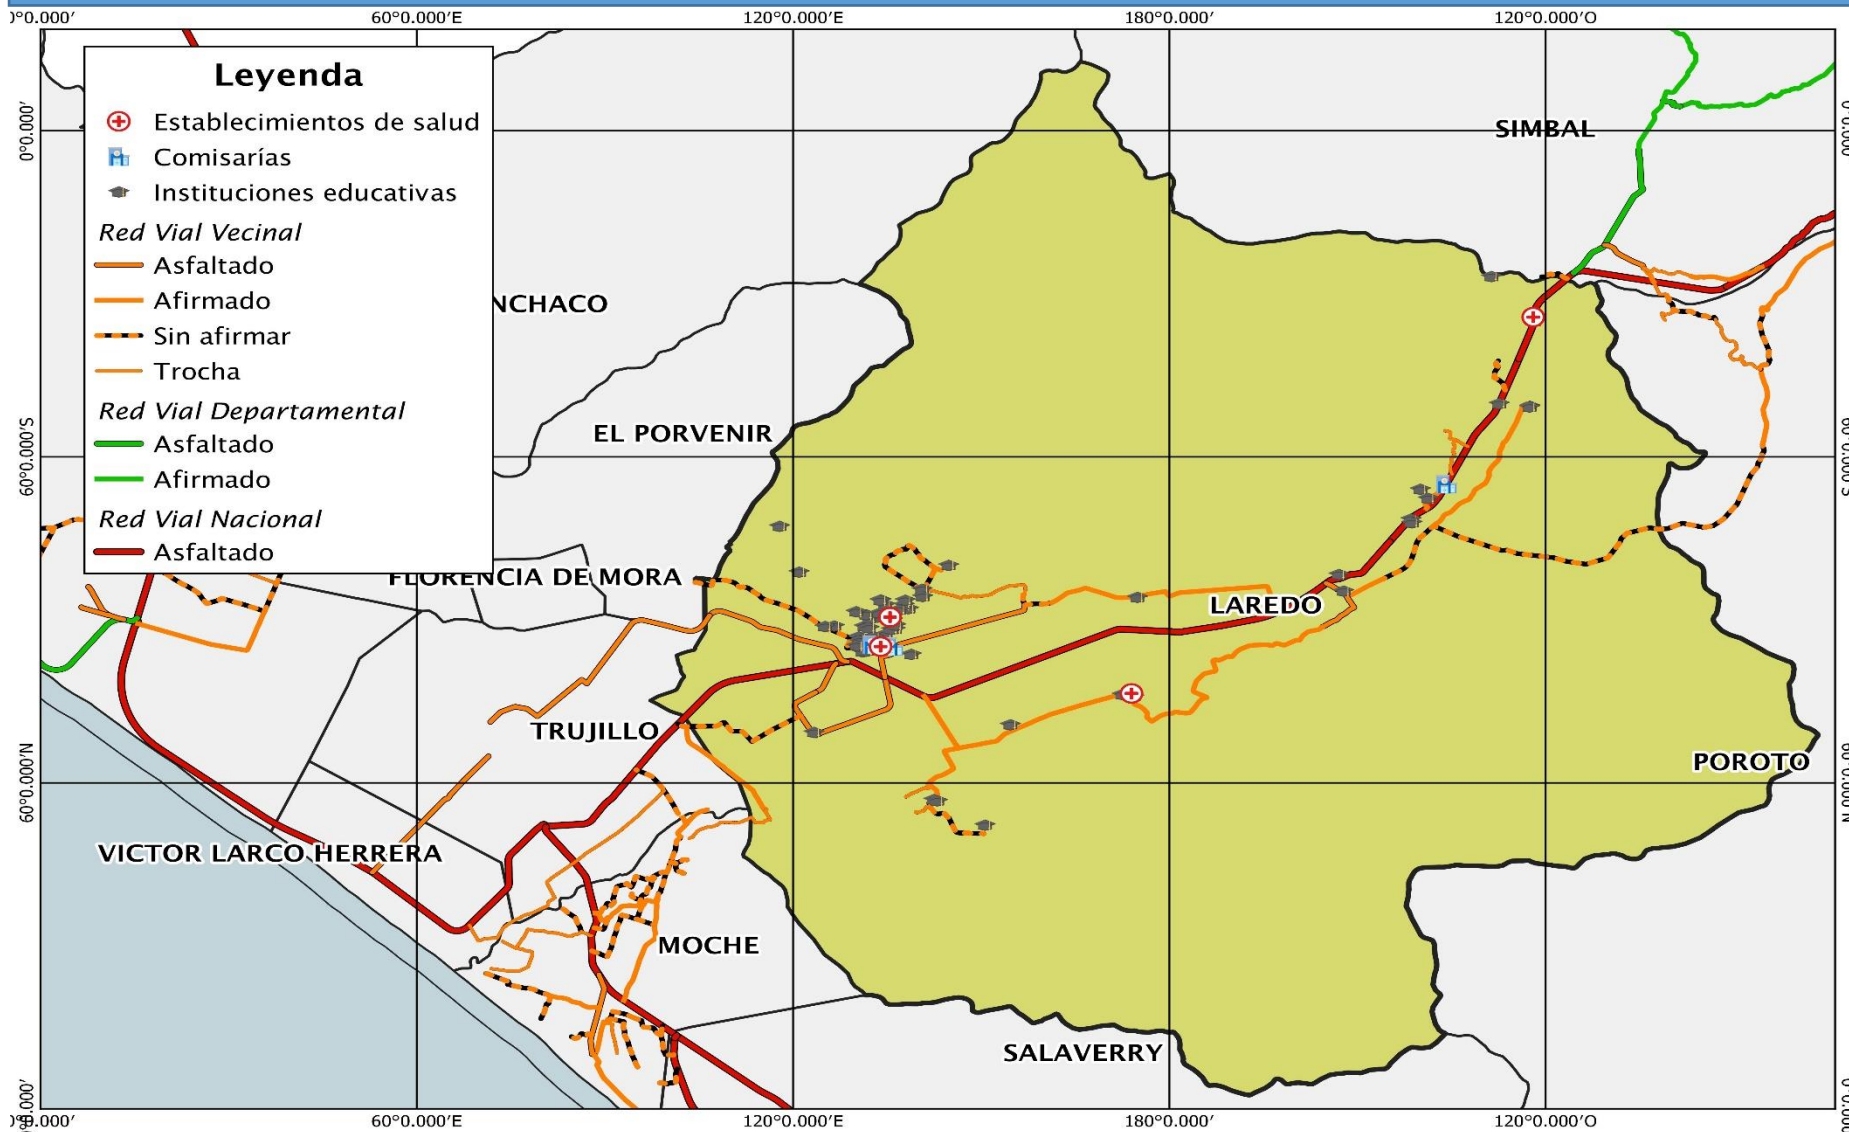 0°0.000′
60°0.000′E
120°0.000′E
180°0.000′
120°0.000′O
Leyenda
Establecimientos de salud
Comisarías
Instituciones educativas
Red Vial Vecinal
Asfaltado
Afirmado
Sin afirmar
Trocha
Red Vial Departamental
Asfaltado
Afirmado
Red Vial Nacional
Asfaltado
0°0.000′
60°0.000′S
60°0.000′N
SIMBAL
NCHACO
EL PORVENIR
FLORENCIA DE MORA
LAREDO
TRUJILLO
POROTO
VICTOR LARCO HERRERA
MOCHE
SALAVERRY
0°0.000′
60°0.000′E
120°0.000′E
180°0.000′
120°0.000′O